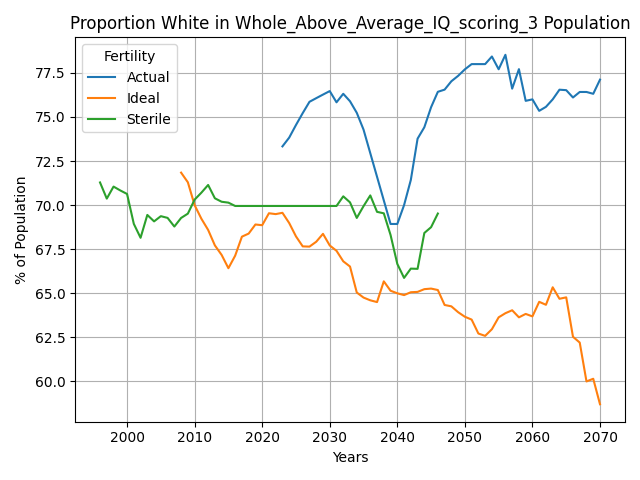 Proportion White in Whole_Above_Average_IQ_scoring_3 Population
Fertility
Actual
Ideal
Sterile
% of Population
77.5
75.0
72.5
70.0
67.5
65.0
62.5
60.0
2000 2010 2020 2030 2040 2050 2060 2070
Years